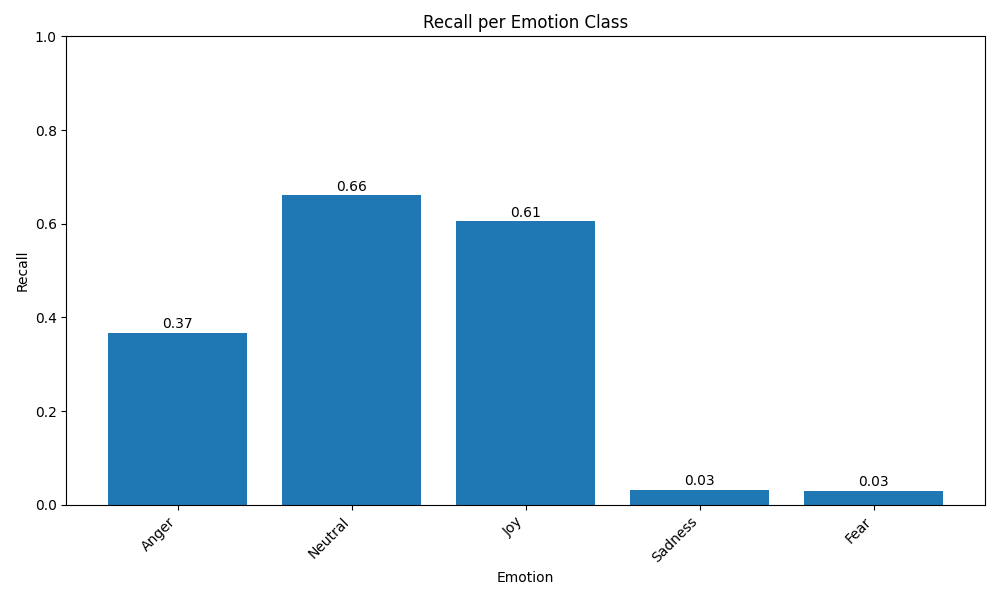 Recall per Emotion Class
1.0
0.8
0.6
0.4
0.2
0.0
Recall
0.37
0.66
0.61
0.03
0.03
Anger
Neutral
Joy
Sadness
Fear
Emotion